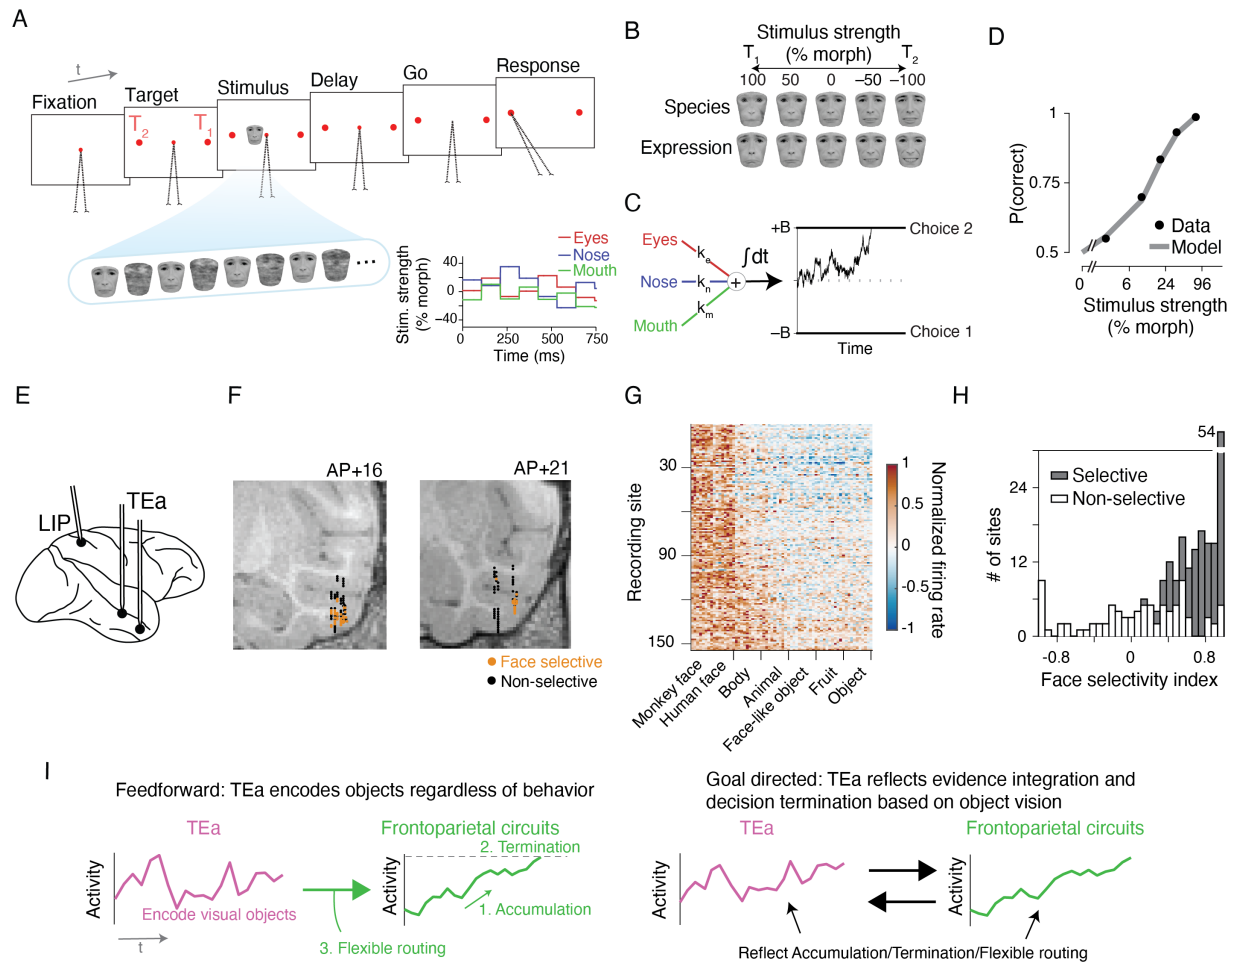 A
t
Fixation
Target
Stimulus
Delay
Go
Response
T2
T1
Eyes
Nose
Mouth
Stim. strength
(% morph)
40
0
−40
0
250
500
750
Time (ms)
B
Stimulus strength
(% morph)
T1
T2
100 50 0 −50 −100
Species
Expression
C
Eyes
Nose
Mouth
ke
kn
km
+
∫dt
+B
−B
Choice 2
Choice 1
Time
D
P(correct)
1
0.75
0.5
Data
Model
0 6 24 96
Stimulus strength
(% morph)
E
LIP
TEa
F
AP+16
AP+21
Face selective
Non-selective
G
Recording site
30
90
150
Monkey face
Human face
Body
Animal
Face-like object
Fruit
Object
1
0.5
0
-0.5
-1
Normalized firing rate
H
54
# of sites
24
12
0
Selective
Non-selective
-0.8 0 0.8
Face selectivity index
I
Feedforward: TEa encodes objects regardless of behavior
TEa
Frontoparietal circuits
Activity
Encode visual objects
t
3. Flexible routing
Activity
2. Termination
1. Accumulation
Goal directed: TEa reflects evidence integration and
decision termination based on object vision
TEa
Frontoparietal circuits
Activity
Activity
Reflect Accumulation/Termination/Flexible routing